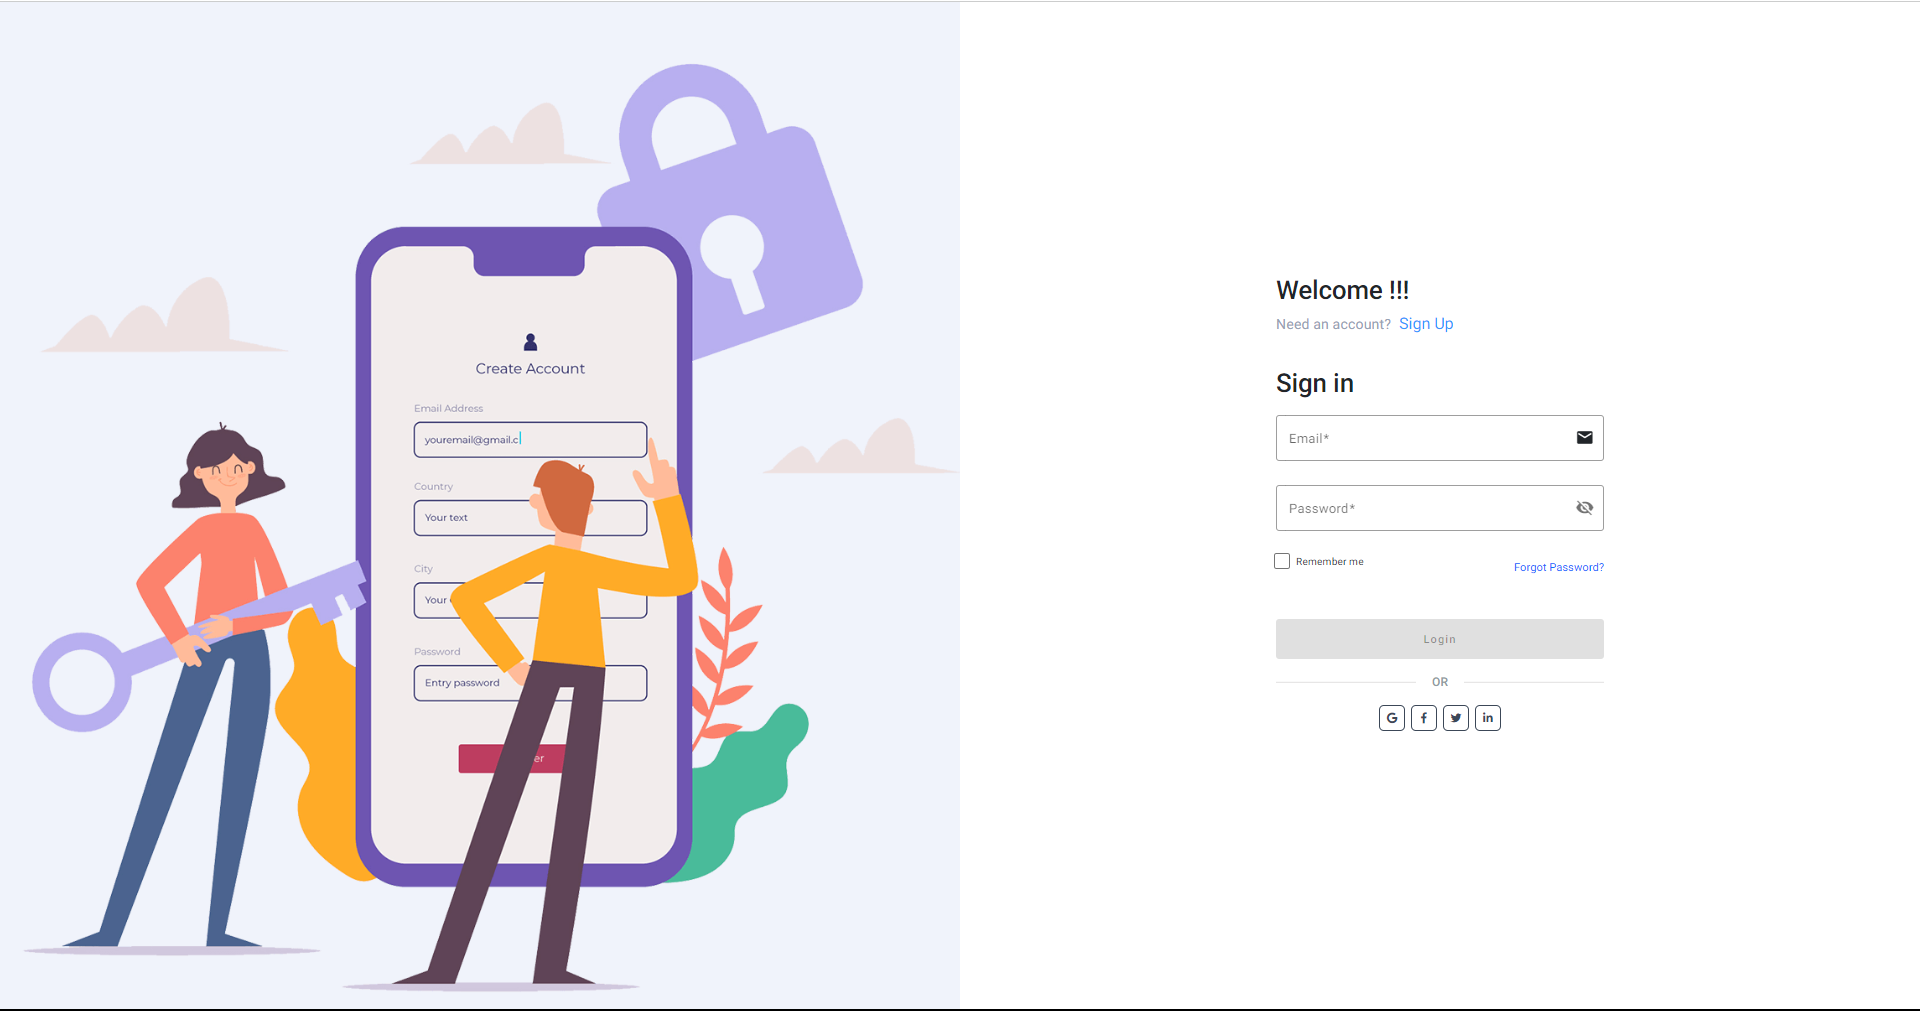 Create Account
Email Address
youremail@gmail.c
Country
Your text
City
Your
Password
Entry password
Welcome !!!
Need an account? Sign Up
Sign in
Email*
Password*
Remember me
Forgot Password?
Login
OR
G f in